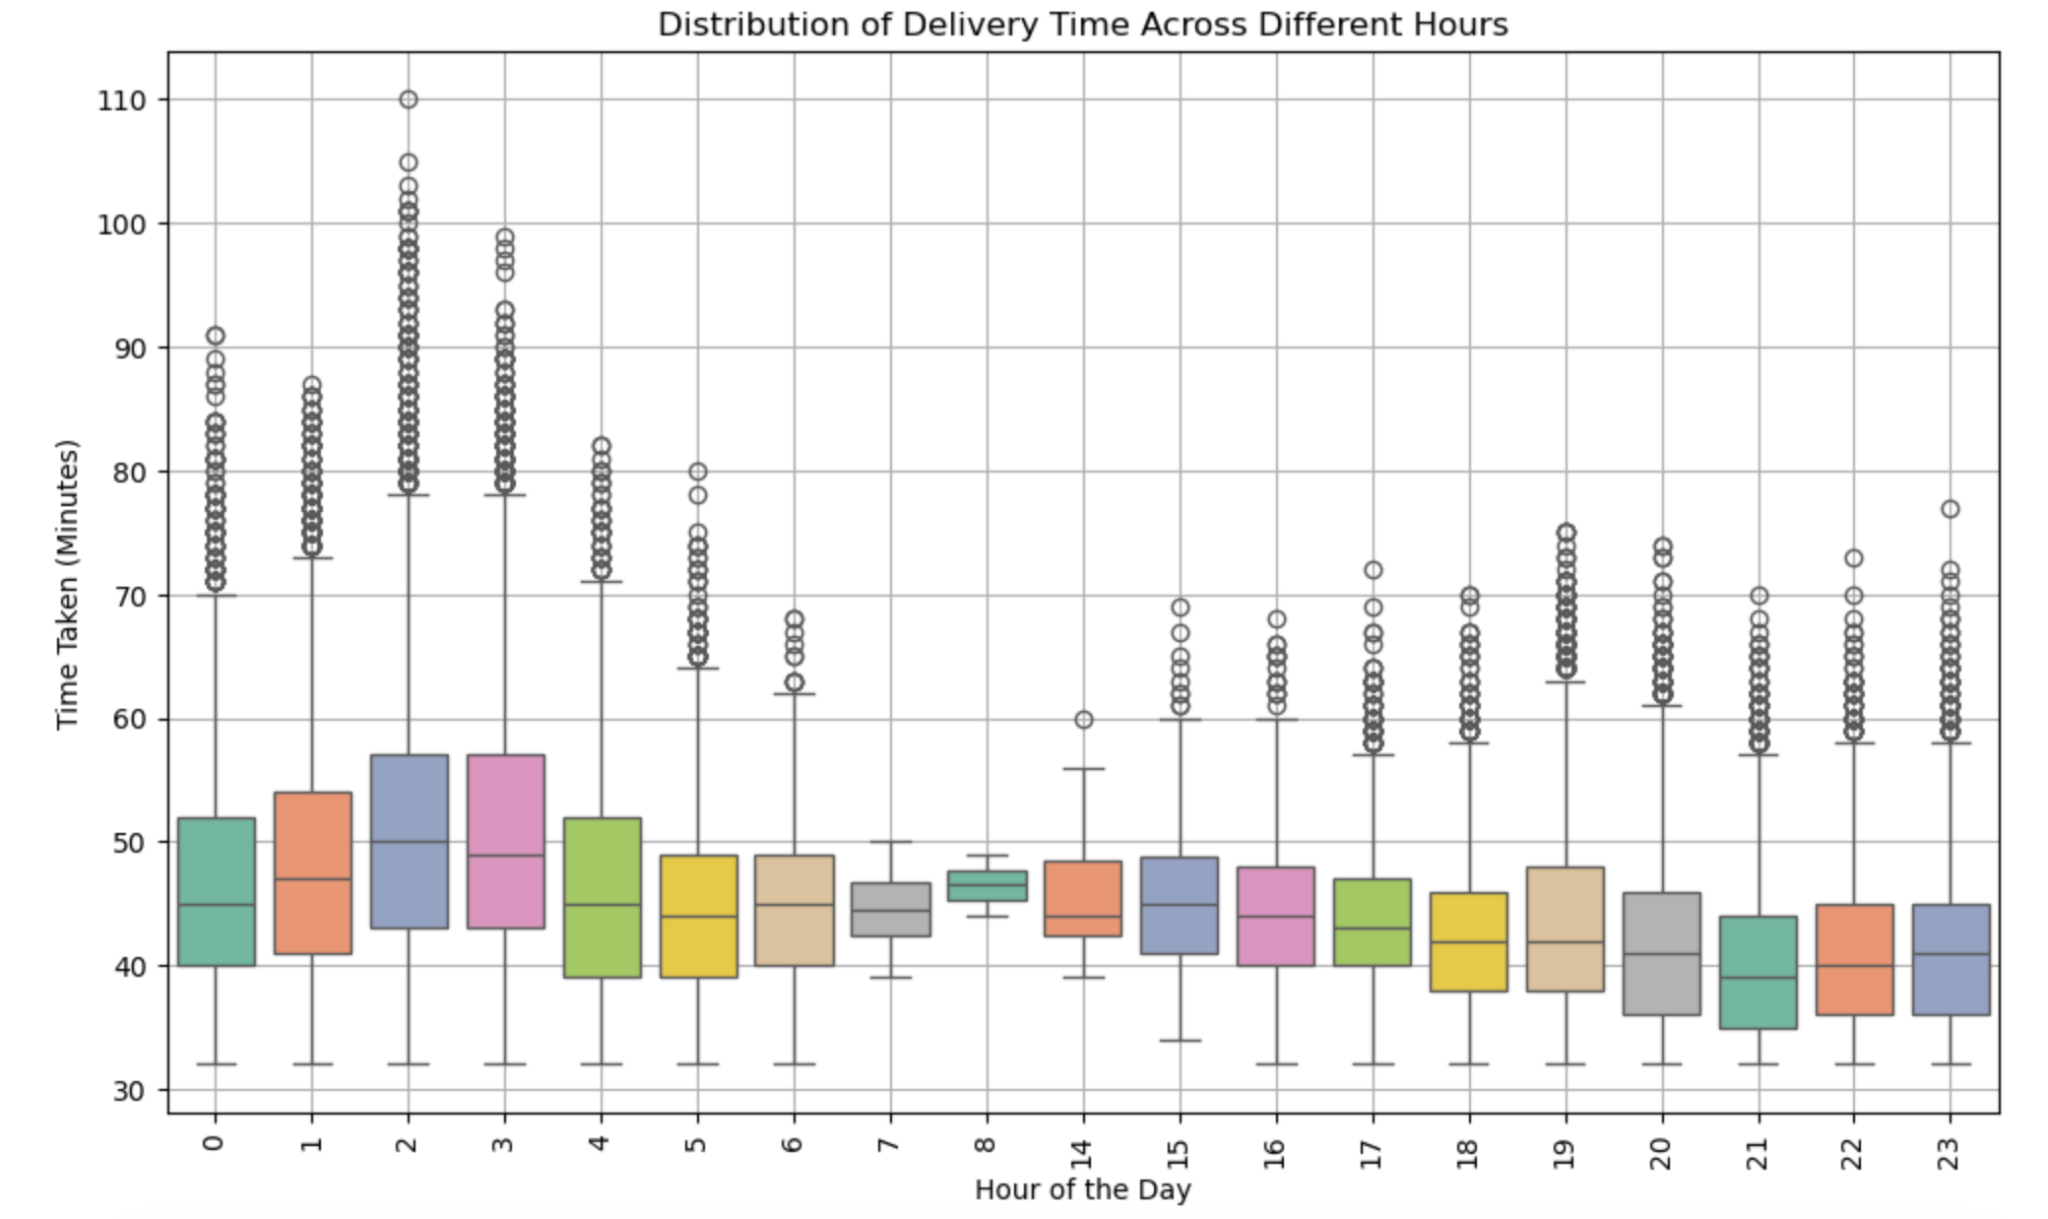 Distribution of Delivery Time Across Different Hours
Time Taken (Minutes)
110
100
90
80
70
60
50
40
30
0 1 2 3 4 5 6 7 8 14 15 16 17 18 19 20 21 22 23
Hour of the Day